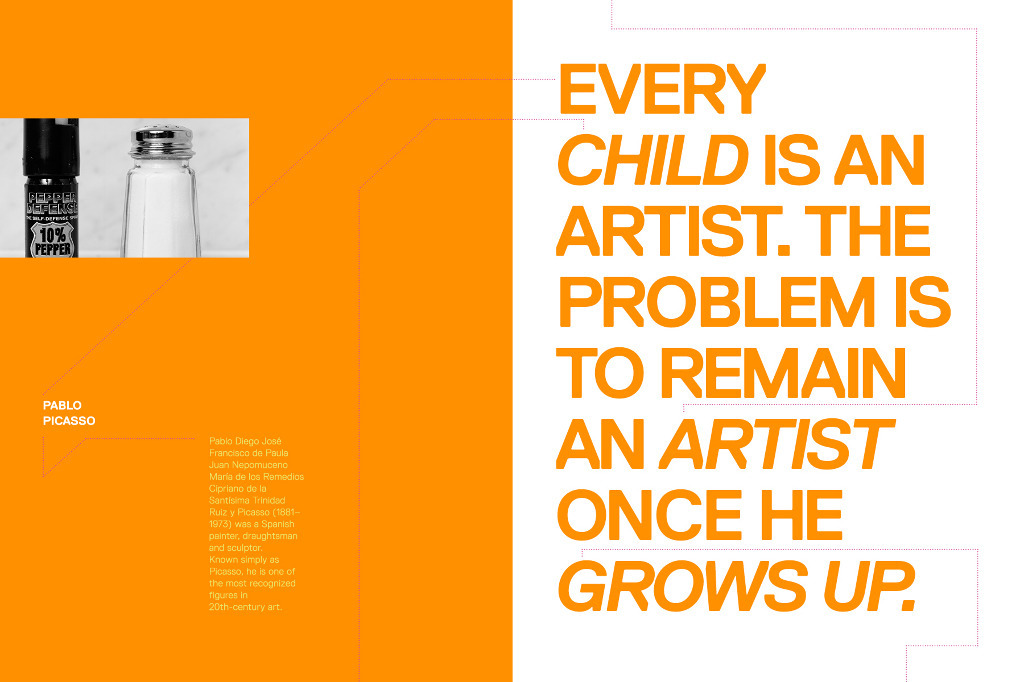 PEPPER
DEFENSE
THE SELF-DEFENSE SPRAY
10%
PEPPER
PABLO
PICASSO
Pablo Diego José
Francisco de Paula
Juan Nepomuceno
María de los Remedios
Cipriano de la
Santísima Trinidad
Ruiz y Picasso (1881–
1973) was a Spanish
painter, draughtsman
and sculptor.
Known simply as
Picasso, he is one of
the most recognized
figures in
20th-century art.
EVERY
CHILD IS AN
ARTIST. THE
PROBLEM IS
TO REMAIN
AN ARTIST
ONCE HE
GROWS UP.